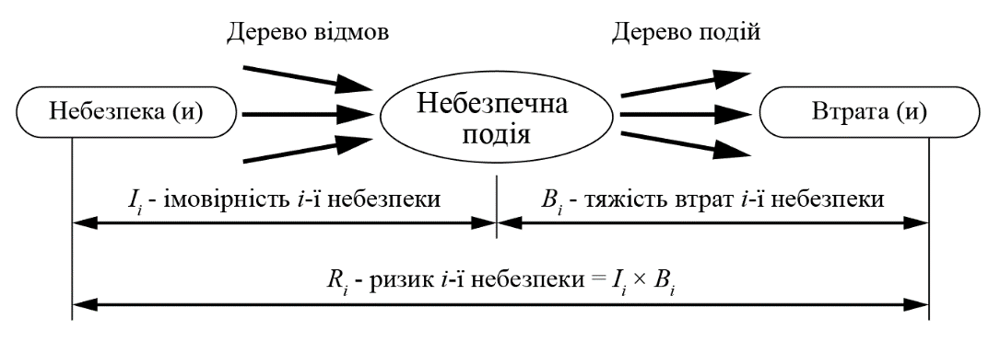 Дерево відмов
Дерево подій
Небезпека (и)
Небезпечна
подія
Втрата (и)
Ii - імовірність i-ї небезпеки
Bi - тяжість втрат i-ї небезпеки
Ri - ризик i-ї небезпеки = Ii × Bi